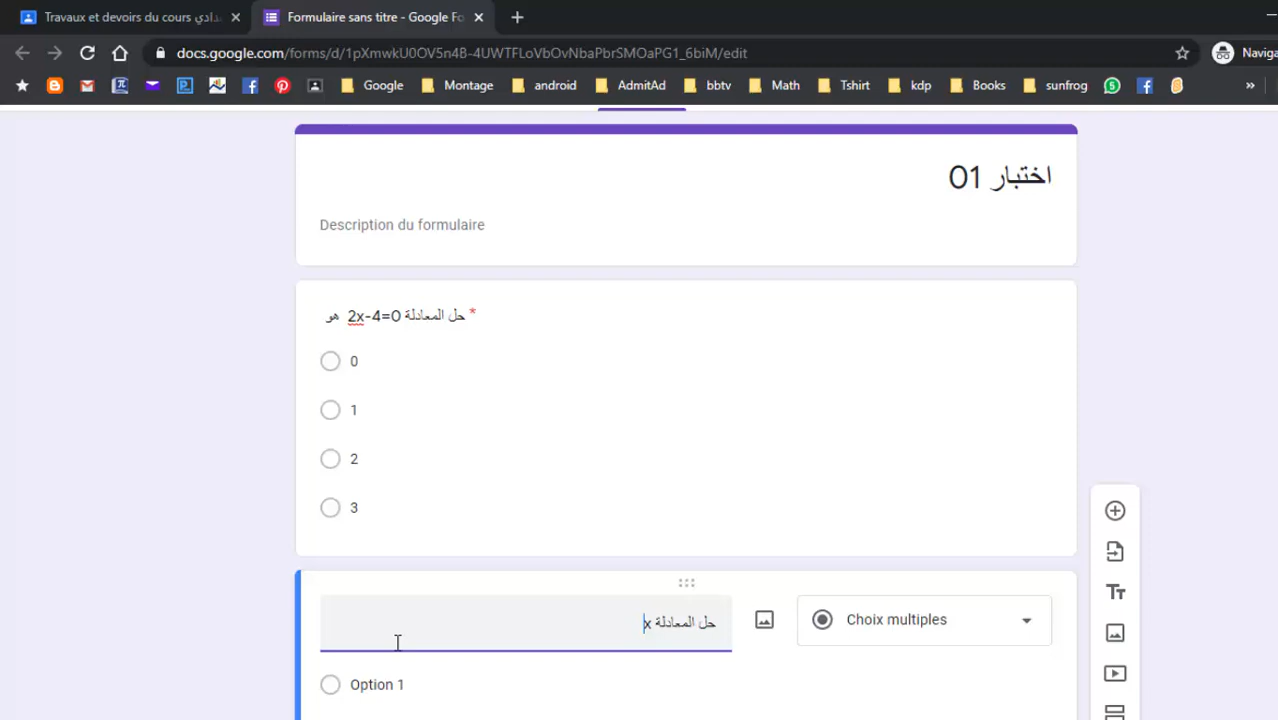 Travaux et devoirs du cours دادي
Formulaire sans titre - Google Fo
docs.google.com/forms/d/1pXmwkU0OV5n4B-4UWTFLoVbOvNbaPbrSMOaPG1_6biM/edit
Naviga
Google
Montage
android
AdmitAd
bbtv
Math
Tshirt
kdp
Books
sunfrog
اختبار 01
Description du formulaire
حل المعادلة 2x-4=0 هو *
0
1
2
3
حل المعادلة x
Choix multiples
Option 1